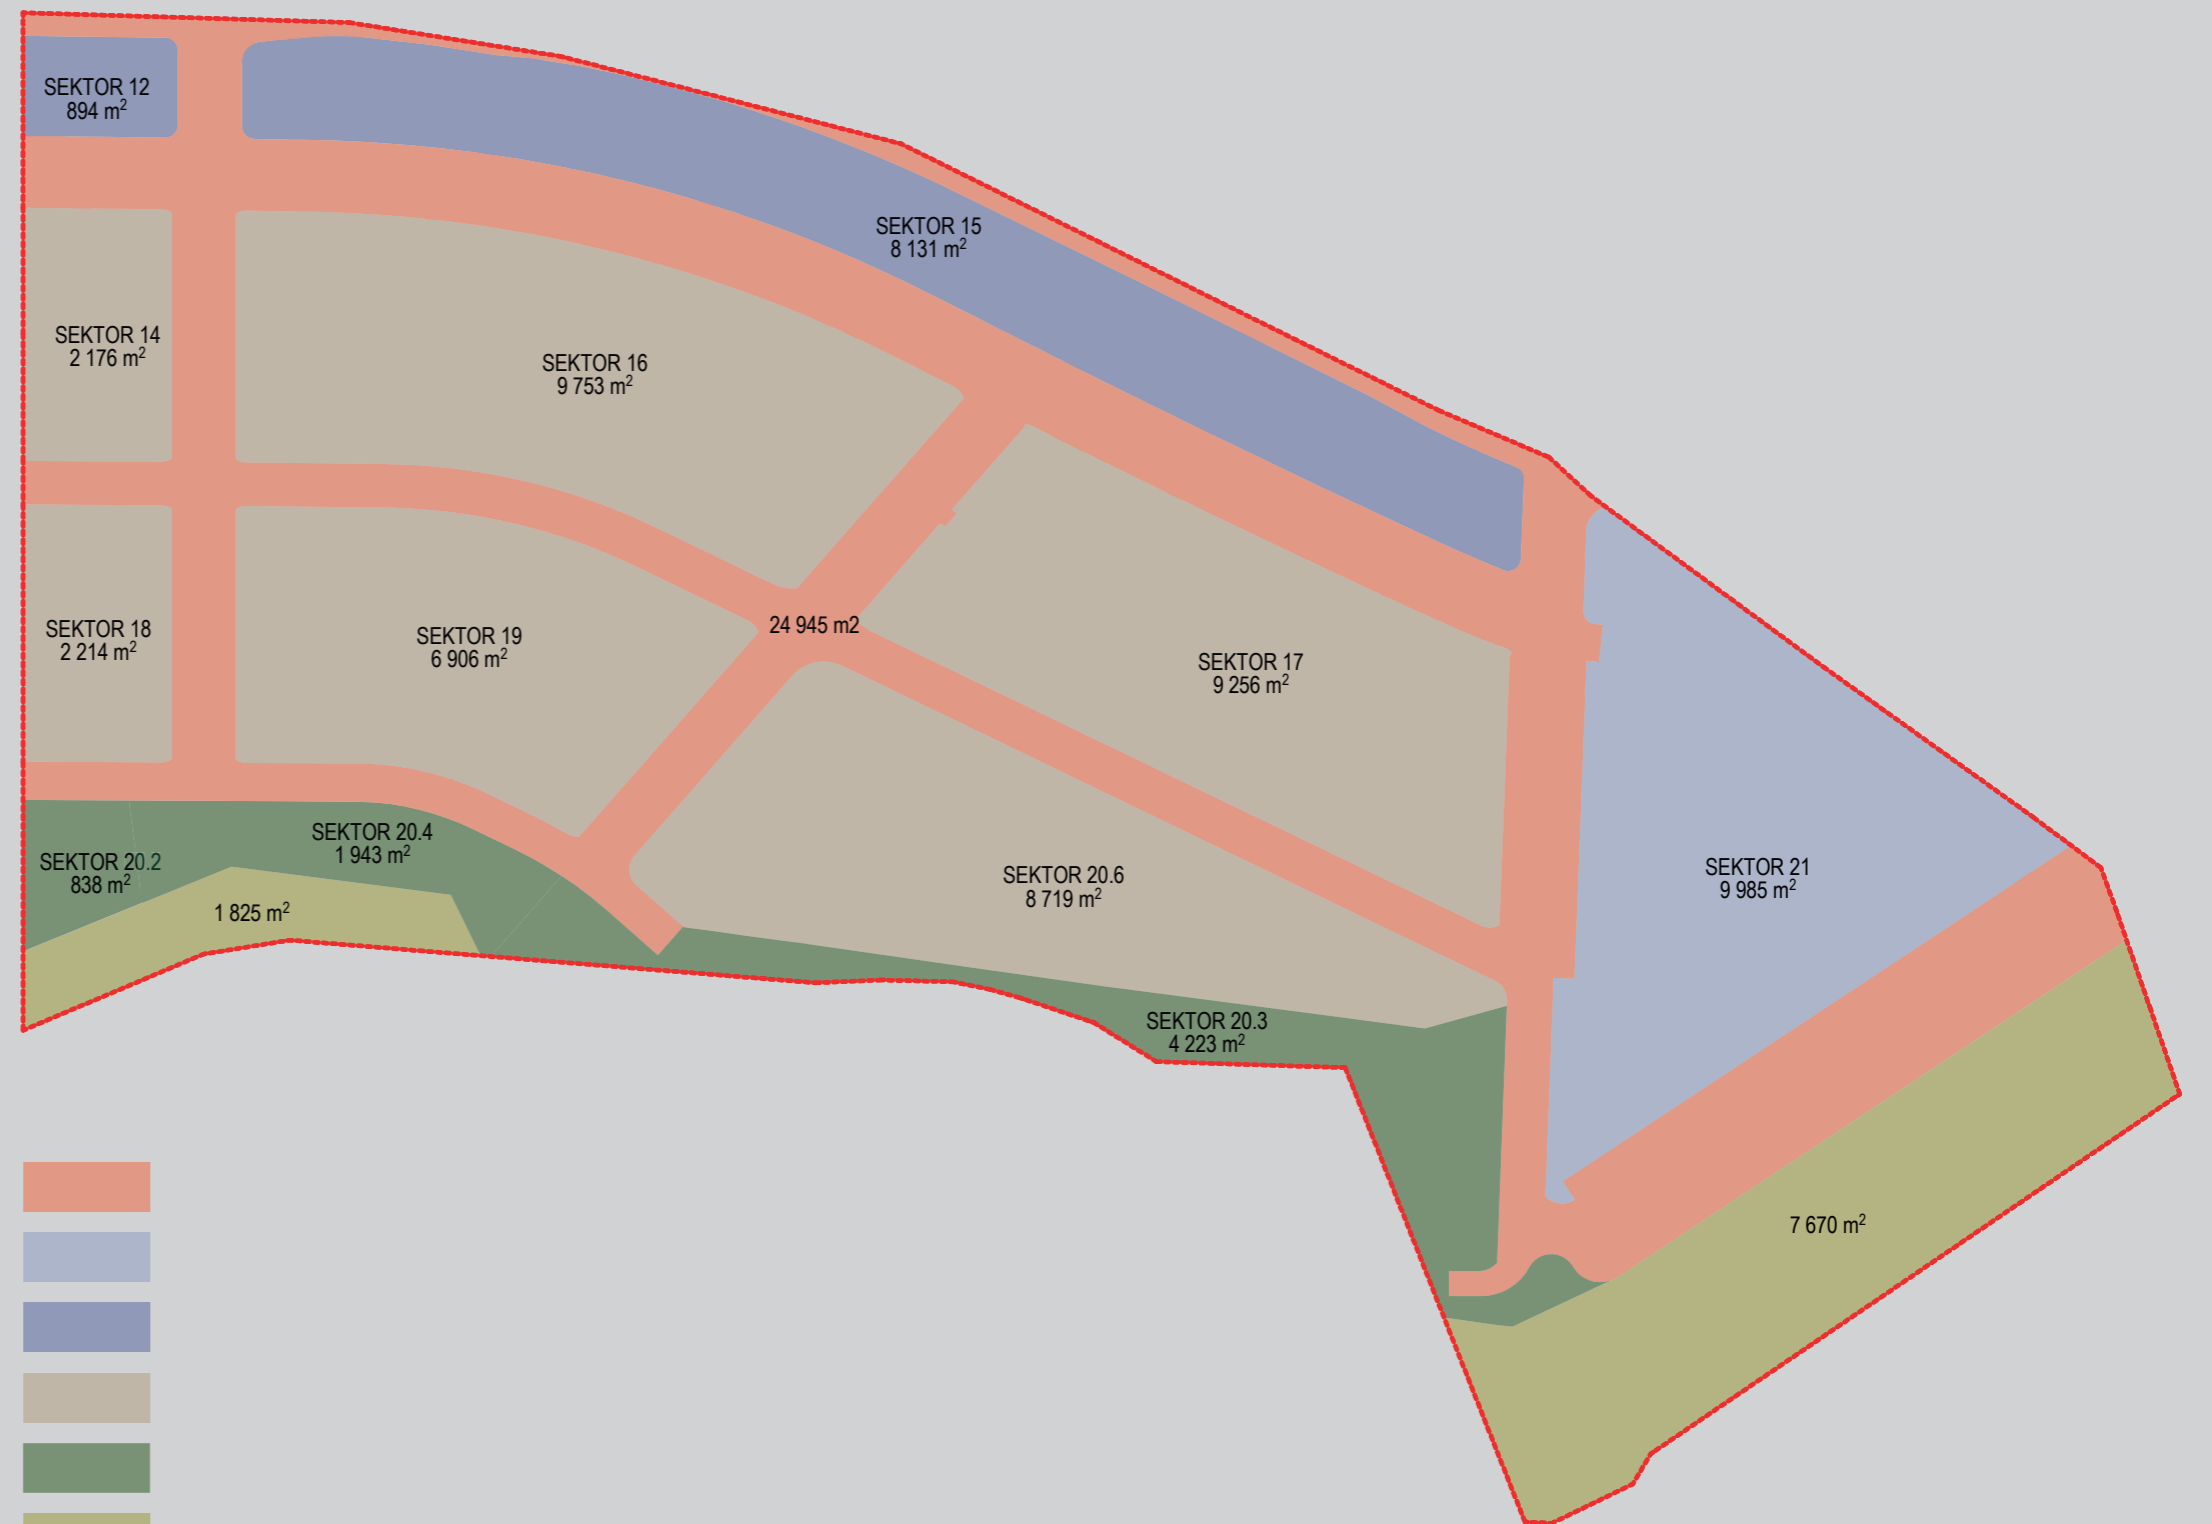 SEKTOR 12
894 m²
SEKTOR 15
8 131 m²
SEKTOR 14
2 176 m²
SEKTOR 16
9 753 m²
SEKTOR 18
2 214 m²
SEKTOR 19
6 906 m²
24 945 m2
SEKTOR 17
9 256 m²
SEKTOR 20.4
1 943 m²
SEKTOR 20.2
838 m²
1 825 m²
SEKTOR 20.6
8 719 m²
SEKTOR 21
9 985 m²
SEKTOR 20.3
4 223 m²
7 670 m²